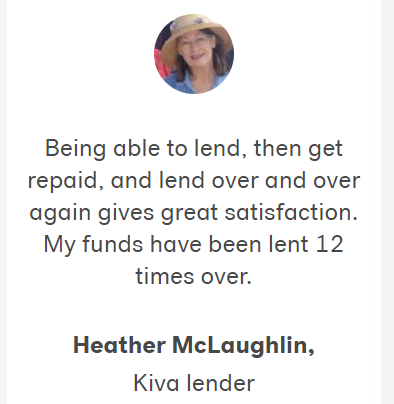 Being able to lend, then get
repaid, and lend over and over
again gives great satisfaction.
My funds have been lent 12
times over.
Heather McLaughlin,
Kiva lender